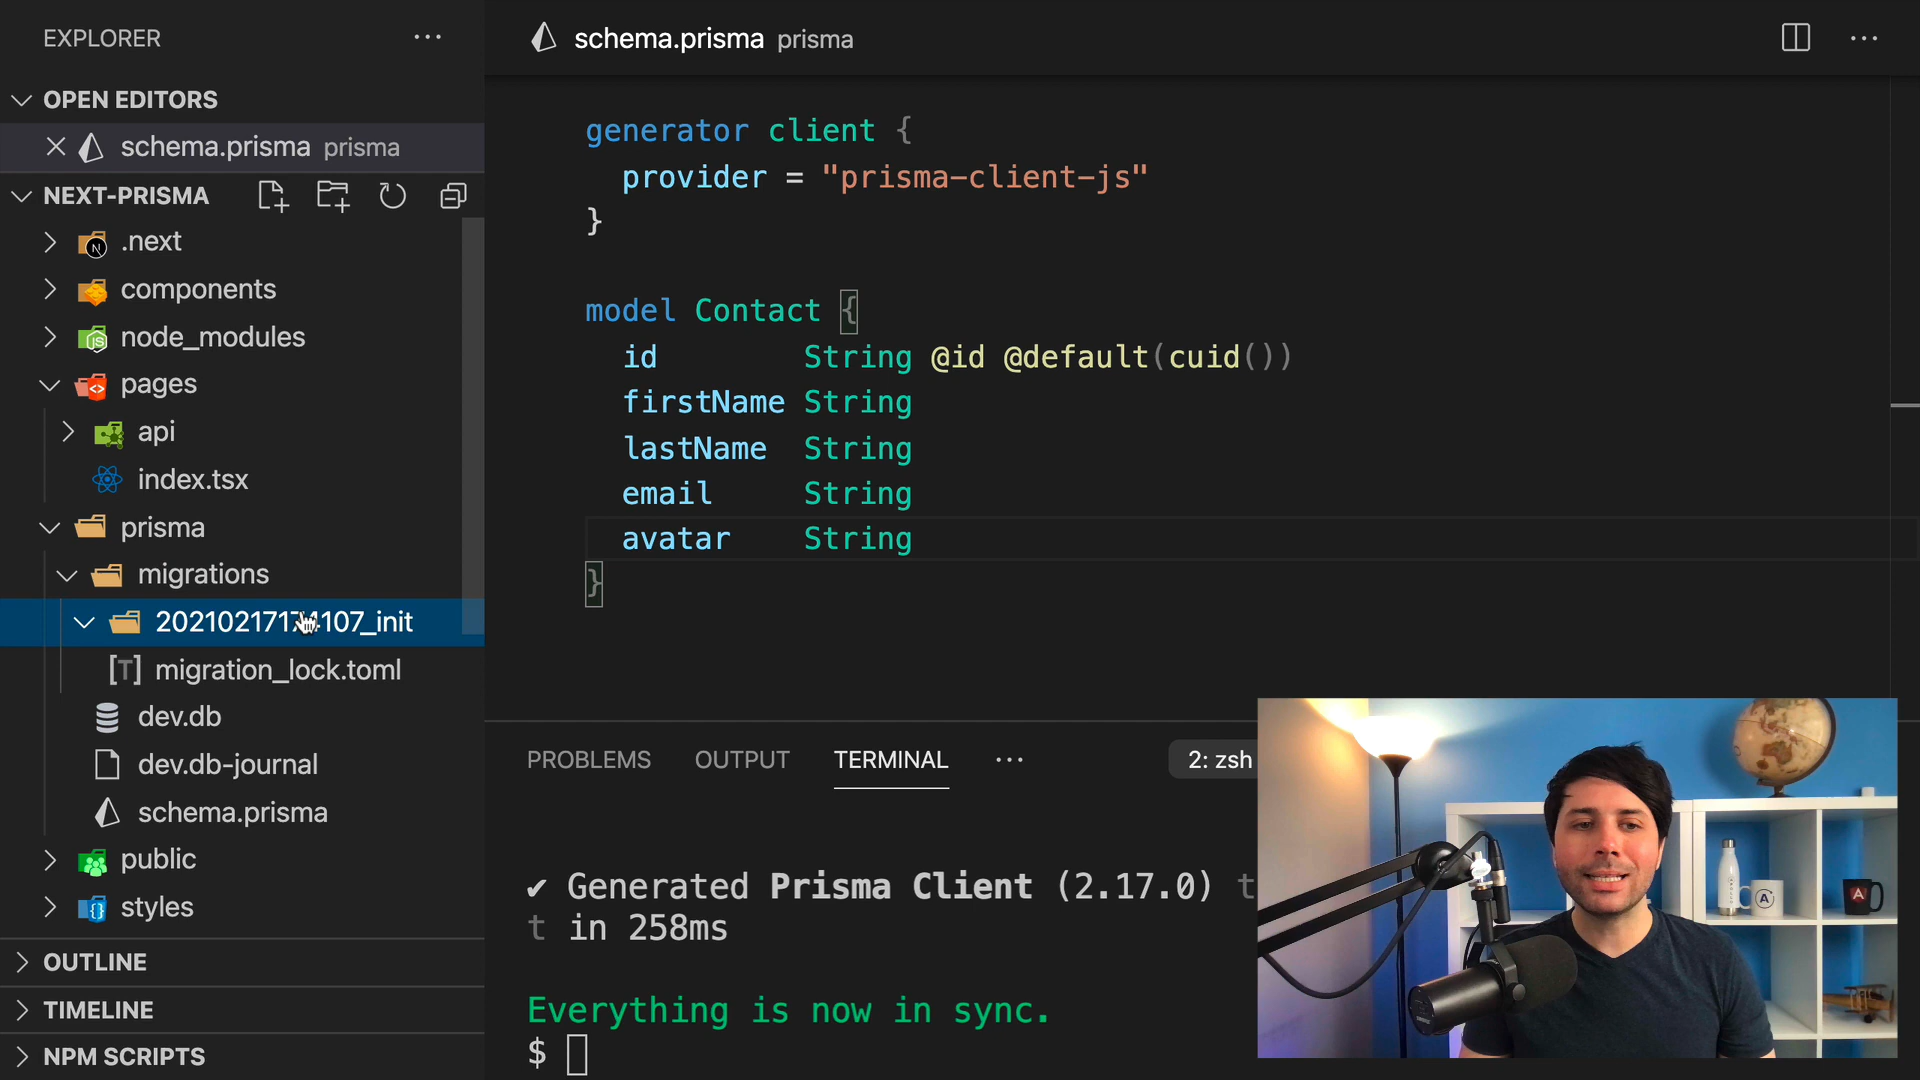 EXPLORER
OPEN EDITORS
schema.prisma prisma
NEXT-PRISMA
.next
components
node_modules
pages
api
index.tsx
prisma
migrations
migration_lock.toml
dev.db
dev.db-journal
schema.prisma
public
styles
OUTLINE
TIMELINE
NPM SCRIPTS
schema.prisma prisma
generator client {
provider = "prisma-client-js"
}
model Contact {
id String @id @default(cuid())
firstName String
lastName String
email String
avatar String
}
PROBLEMS OUTPUT TERMINAL ··· 2: zsh
✔ Generated Prisma Client (2.17.0) t
t in 258ms
Everything is now in sync.
$